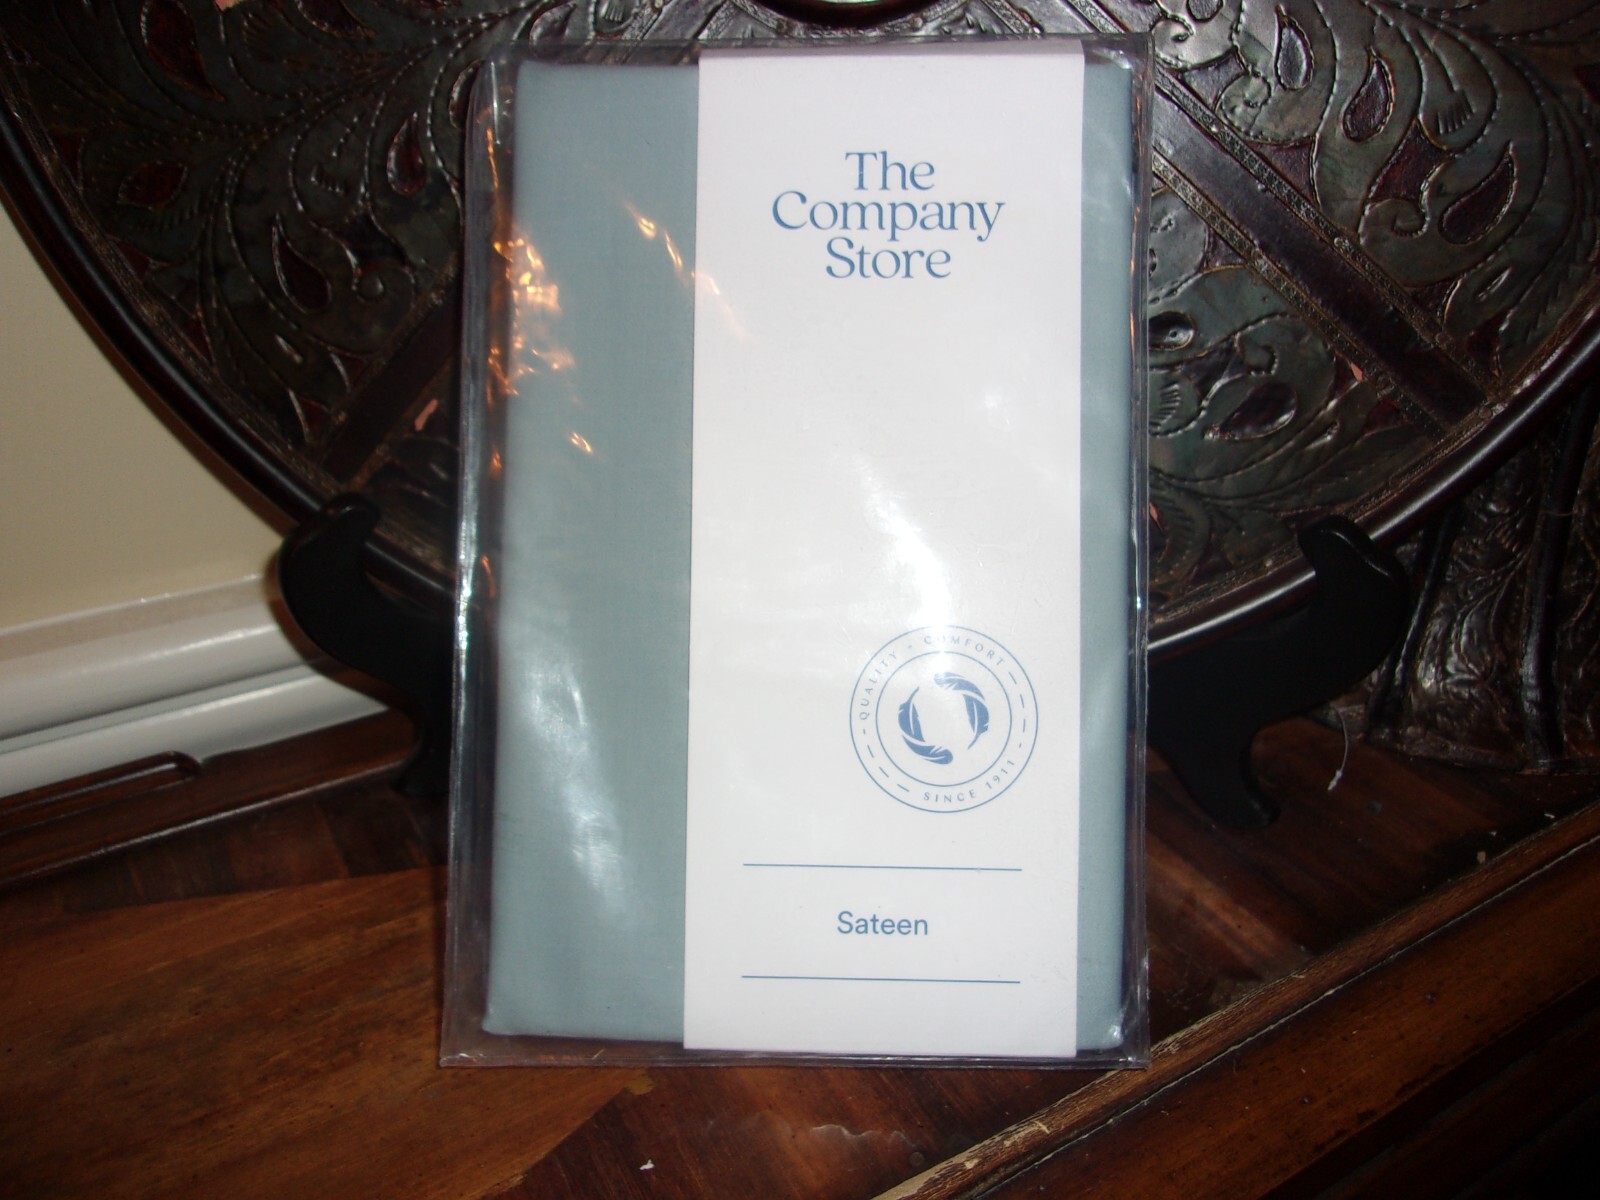 The
Company
Store
QUALITY • COMFORT
SINCE 1911
Sateen